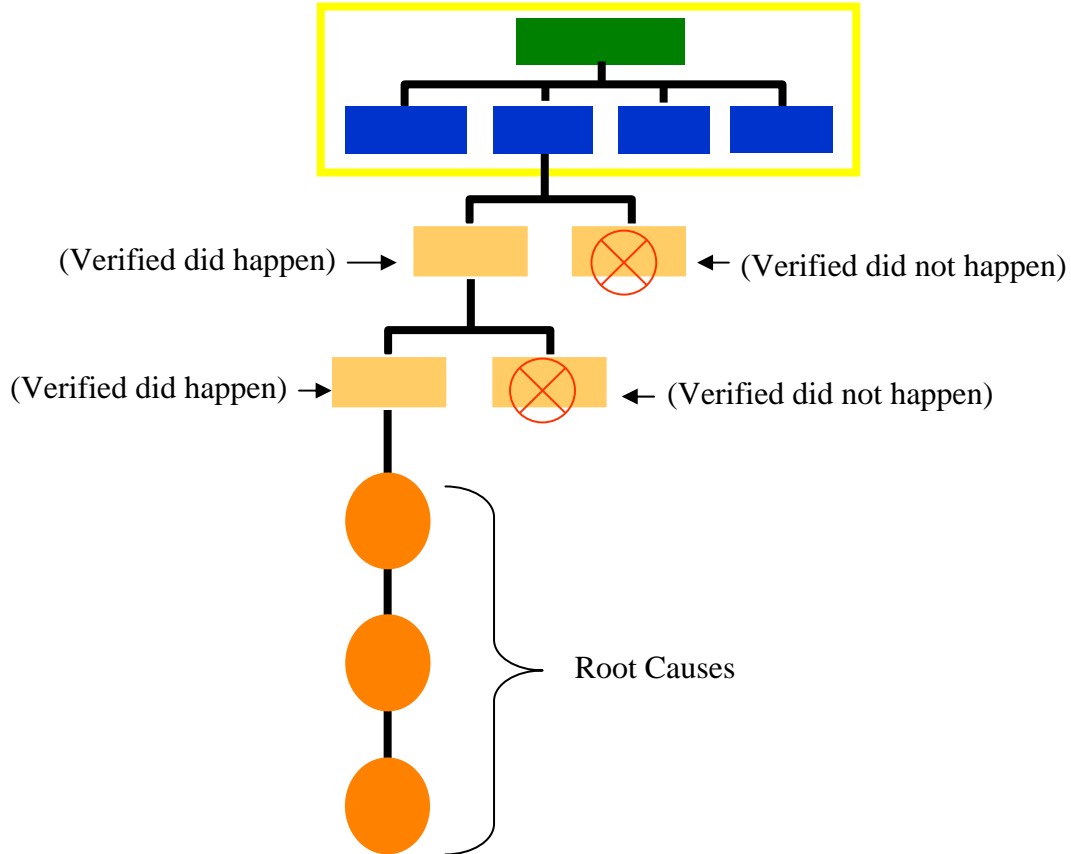 (Verified did happen)
(Verified did not happen)
(Verified did happen)
(Verified did not happen)
Root Causes